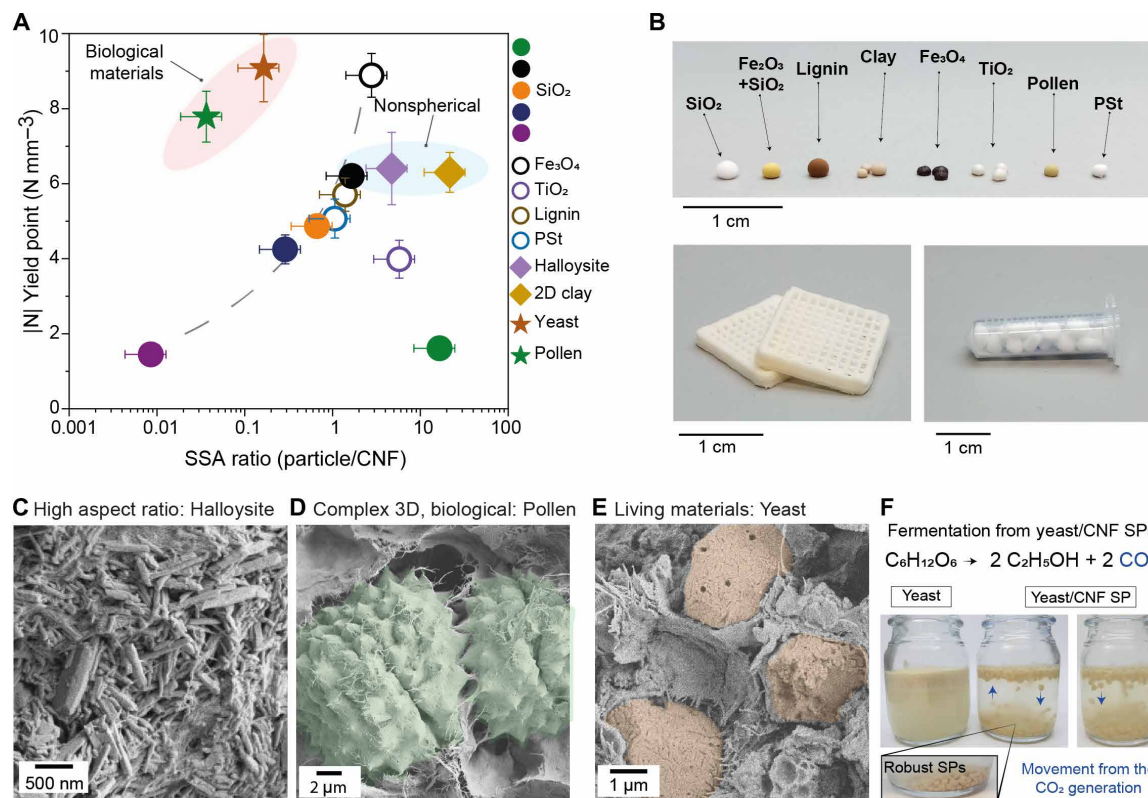 A
|N| Yield point (N mm−3)
10
8
6
4
2
0
0.001
0.01
0.1
1
10
100
SSA ratio (particle/CNF)
Biological
materials
Nonspherical
SiO₂
Fe₃O₄
TiO₂
Lignin
PSt
Halloysite
2D clay
Yeast
Pollen
B
SiO₂
Fe₂O₃
+SiO₂
Lignin
Clay
Fe₃O₄
TiO₂
Pollen
PSt
1 cm
1 cm
1 cm
C High aspect ratio: Halloysite
500 nm
D Complex 3D, biological: Pollen
2 μm
E Living materials: Yeast
1 μm
F
Fermentation from yeast/CNF SP
C₆H₁₂O₆ → 2 C₂H₅OH + 2 CO
Yeast
Yeast/CNF SP
Robust SPs
Movement from the
CO₂ generation